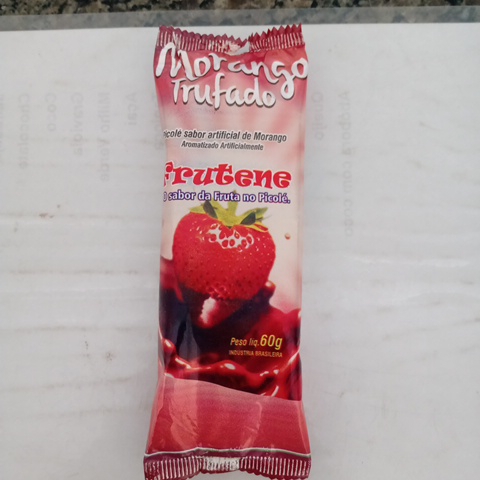 Morango
Trufado
Picolé sabor artificial de Morango
Aromatizado Artificialmente
Frutene
O sabor da Fruta no Picolé.
Peso líq. 60g
INDÚSTRIA BRASILEIRA